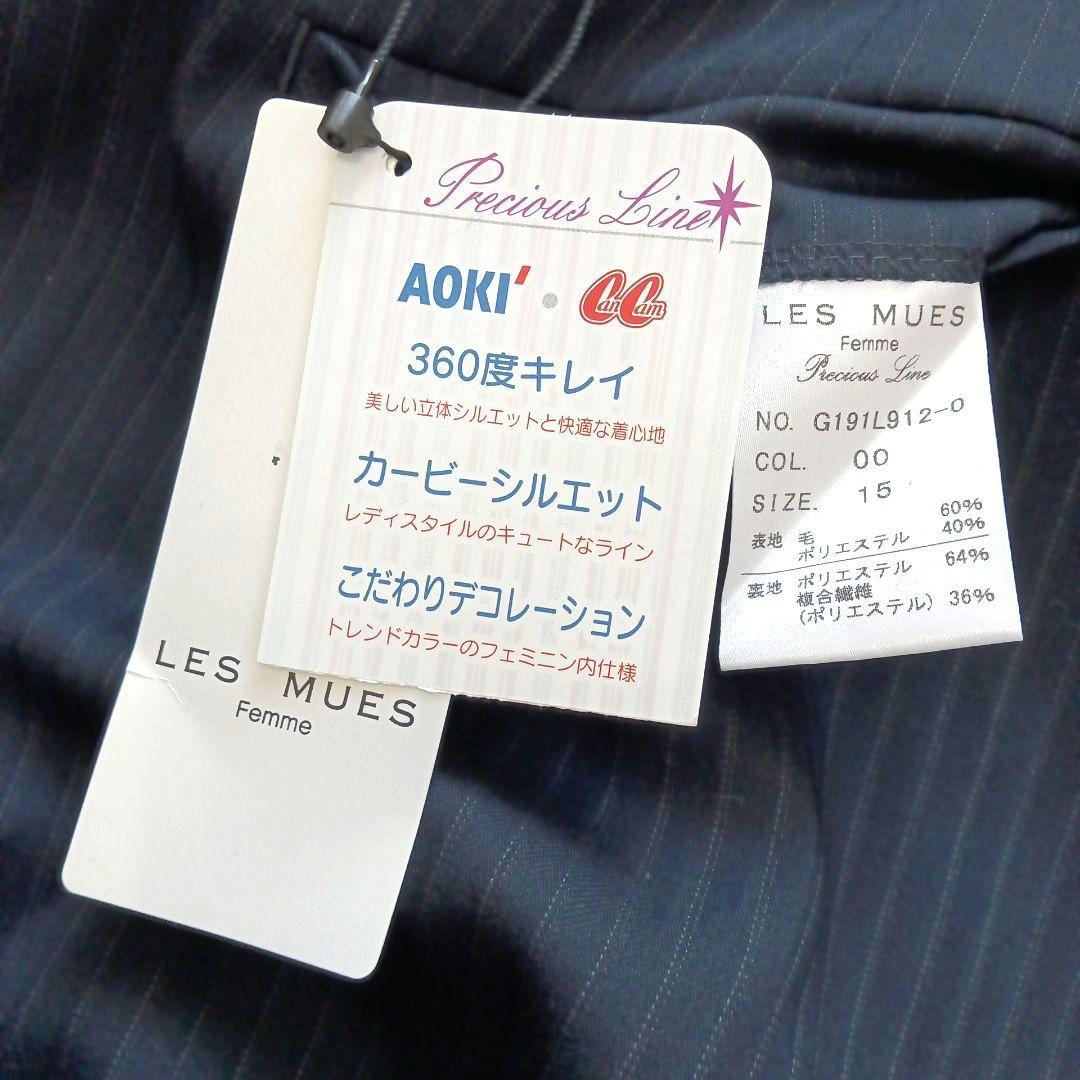 Precious Line
AOKI'・CanCam
360度キレイ
美しい立体シルエットと快適な着心地
カービーシルエット
レディスタイルのキュートなライン
こだわりデコレーション
トレンドカラーのフェミニン内仕様
LES MUES
Femme
LES MUES
Femme
Precious Line
NO. G191L912-0
COL. 00
SIZE. 15
表地 毛 60%
ポリエステル 40%
裏地 ポリエステル 64%
複合繊維
(ポリエステル) 36%